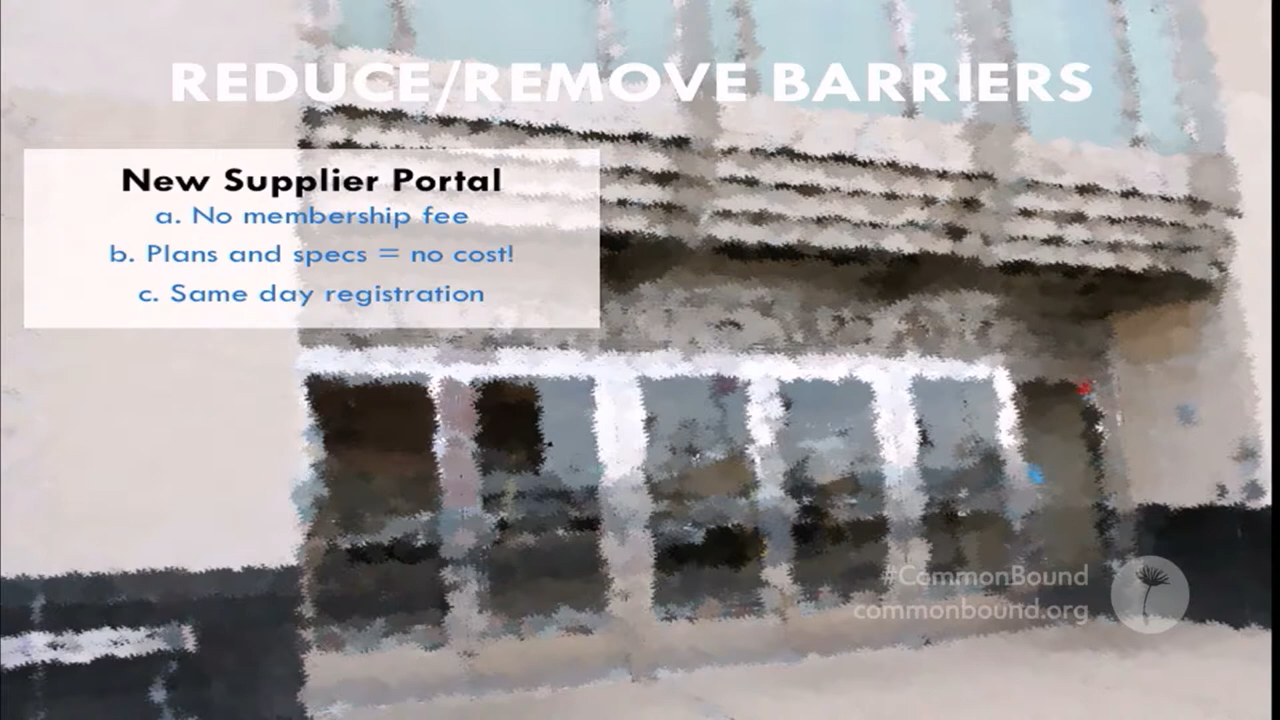 REDUCE/REMOVE BARRIERS
New Supplier Portal
a. No membership fee
b. Plans and specs = no cost!
c. Same day registration
#CommonBound
commonbound.org